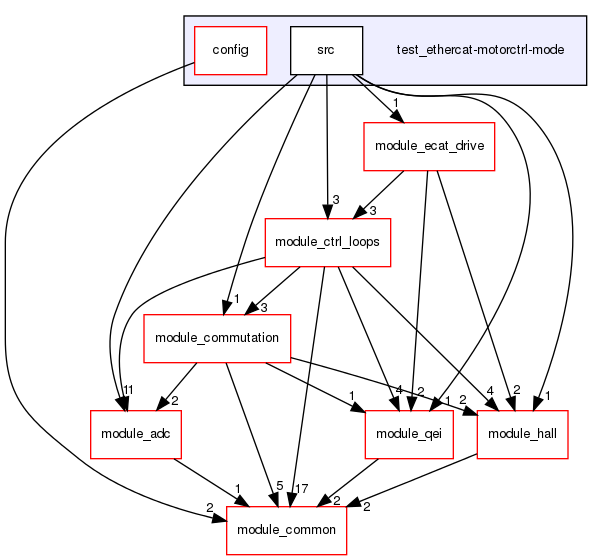 config
src
test_ethercat-motorctrl-mode
1
module_ecat_drive
3
3
module_ctrl_loops
1
3
module_commutation
11
2
1
4
2
1
2
4
2
1
module_adc
module_qei
module_hall
2
1
5
17
2
2
module_common